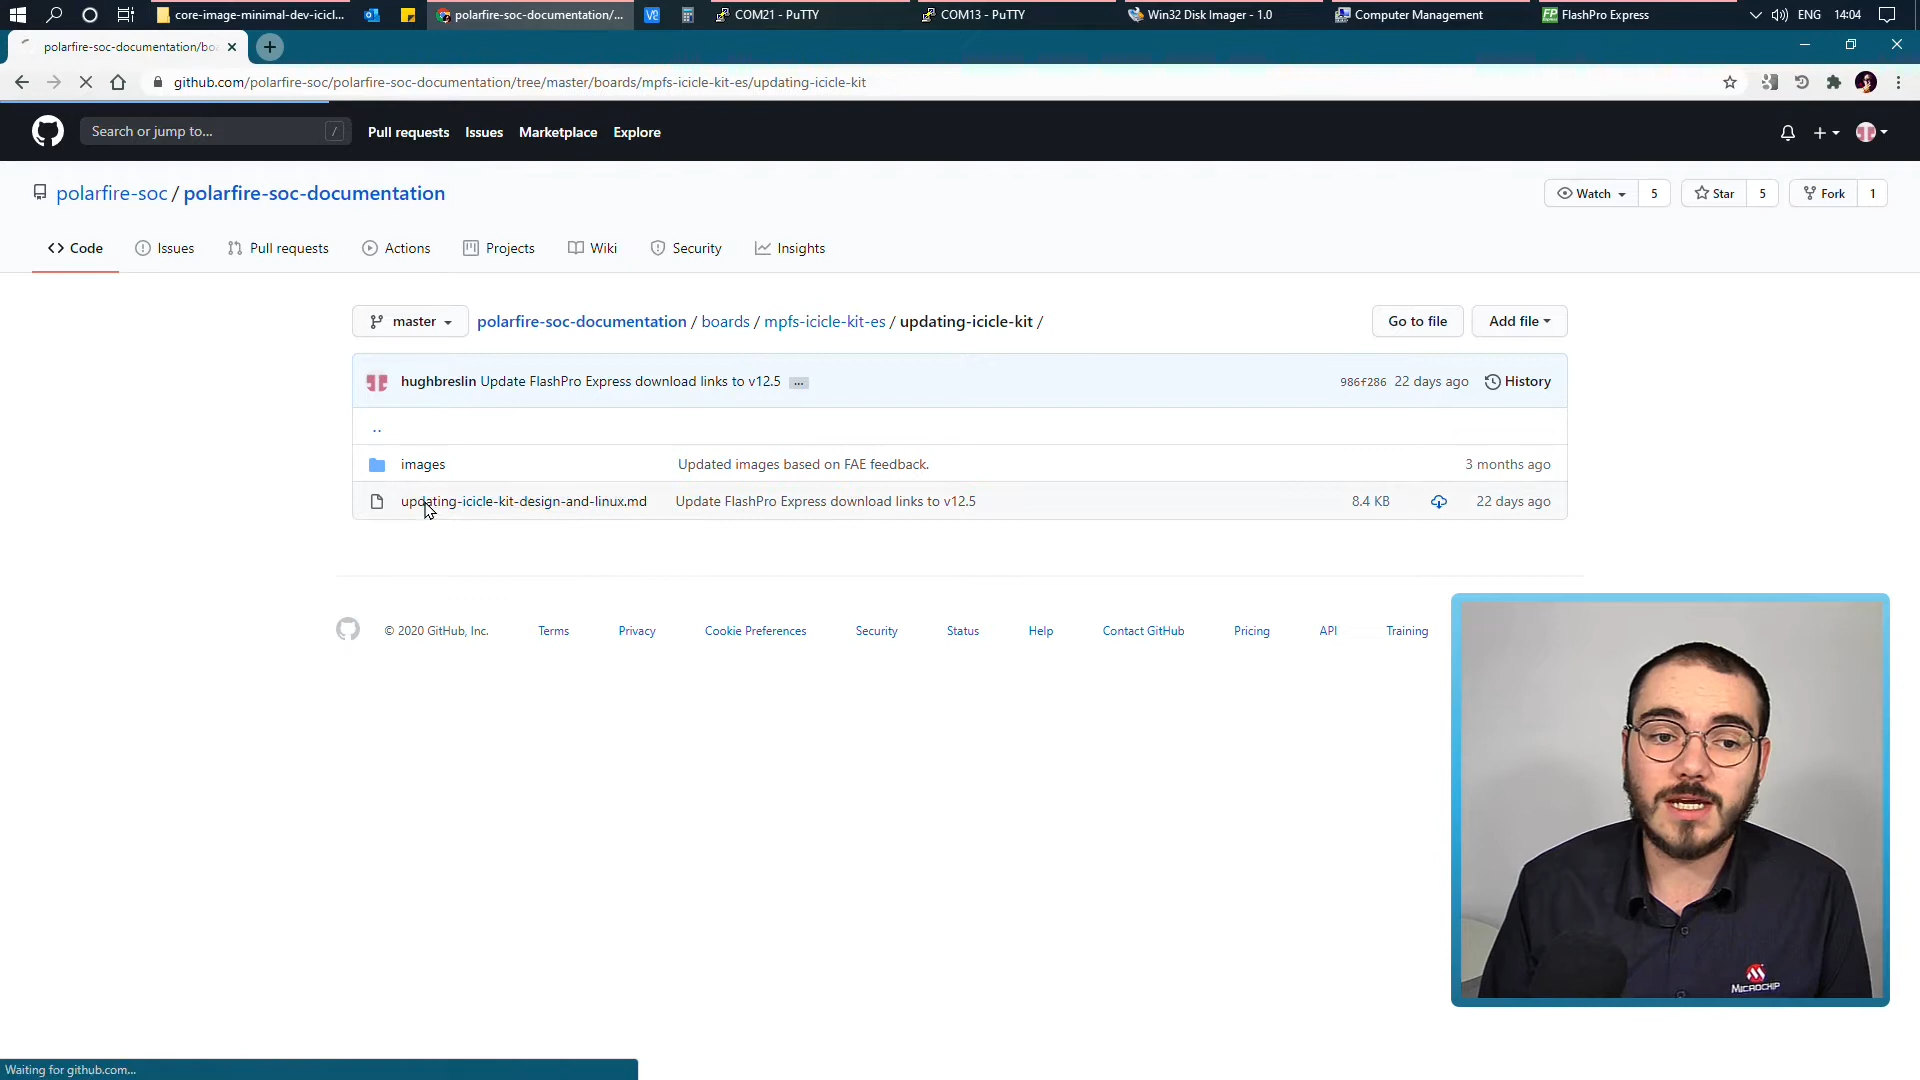 core-image-minimal-dev-icicl... polarfire-soc-documentation/... COM21 - PuTTY COM13 - PuTTY Win32 Disk Imager - 1.0 Computer Management FP FlashPro Express ENG 14:04
polarfire-soc-documentation/boa
github.com/polarfire-soc/polarfire-soc-documentation/tree/master/boards/mpfs-icicle-kit-es/updating-icicle-kit
Search or jump to... / Pull requests Issues Marketplace Explore
polarfire-soc / polarfire-soc-documentation Watch 5 Star 5 Fork 1
Code Issues Pull requests Actions Projects Wiki Security Insights
master polarfire-soc-documentation / boards / mpfs-icicle-kit-es / updating-icicle-kit / Go to file Add file
hughbreslin Update FlashPro Express download links to v12.5 ... 986f286 22 days ago History
..
images Updated images based on FAE feedback. 3 months ago
updating-icicle-kit-design-and-linux.md Update FlashPro Express download links to v12.5 8.4 KB 22 days ago
© 2020 GitHub, Inc. Terms Privacy Cookie Preferences Security Status Help Contact GitHub Pricing API Training
MICROCHIP
Waiting for github.com...